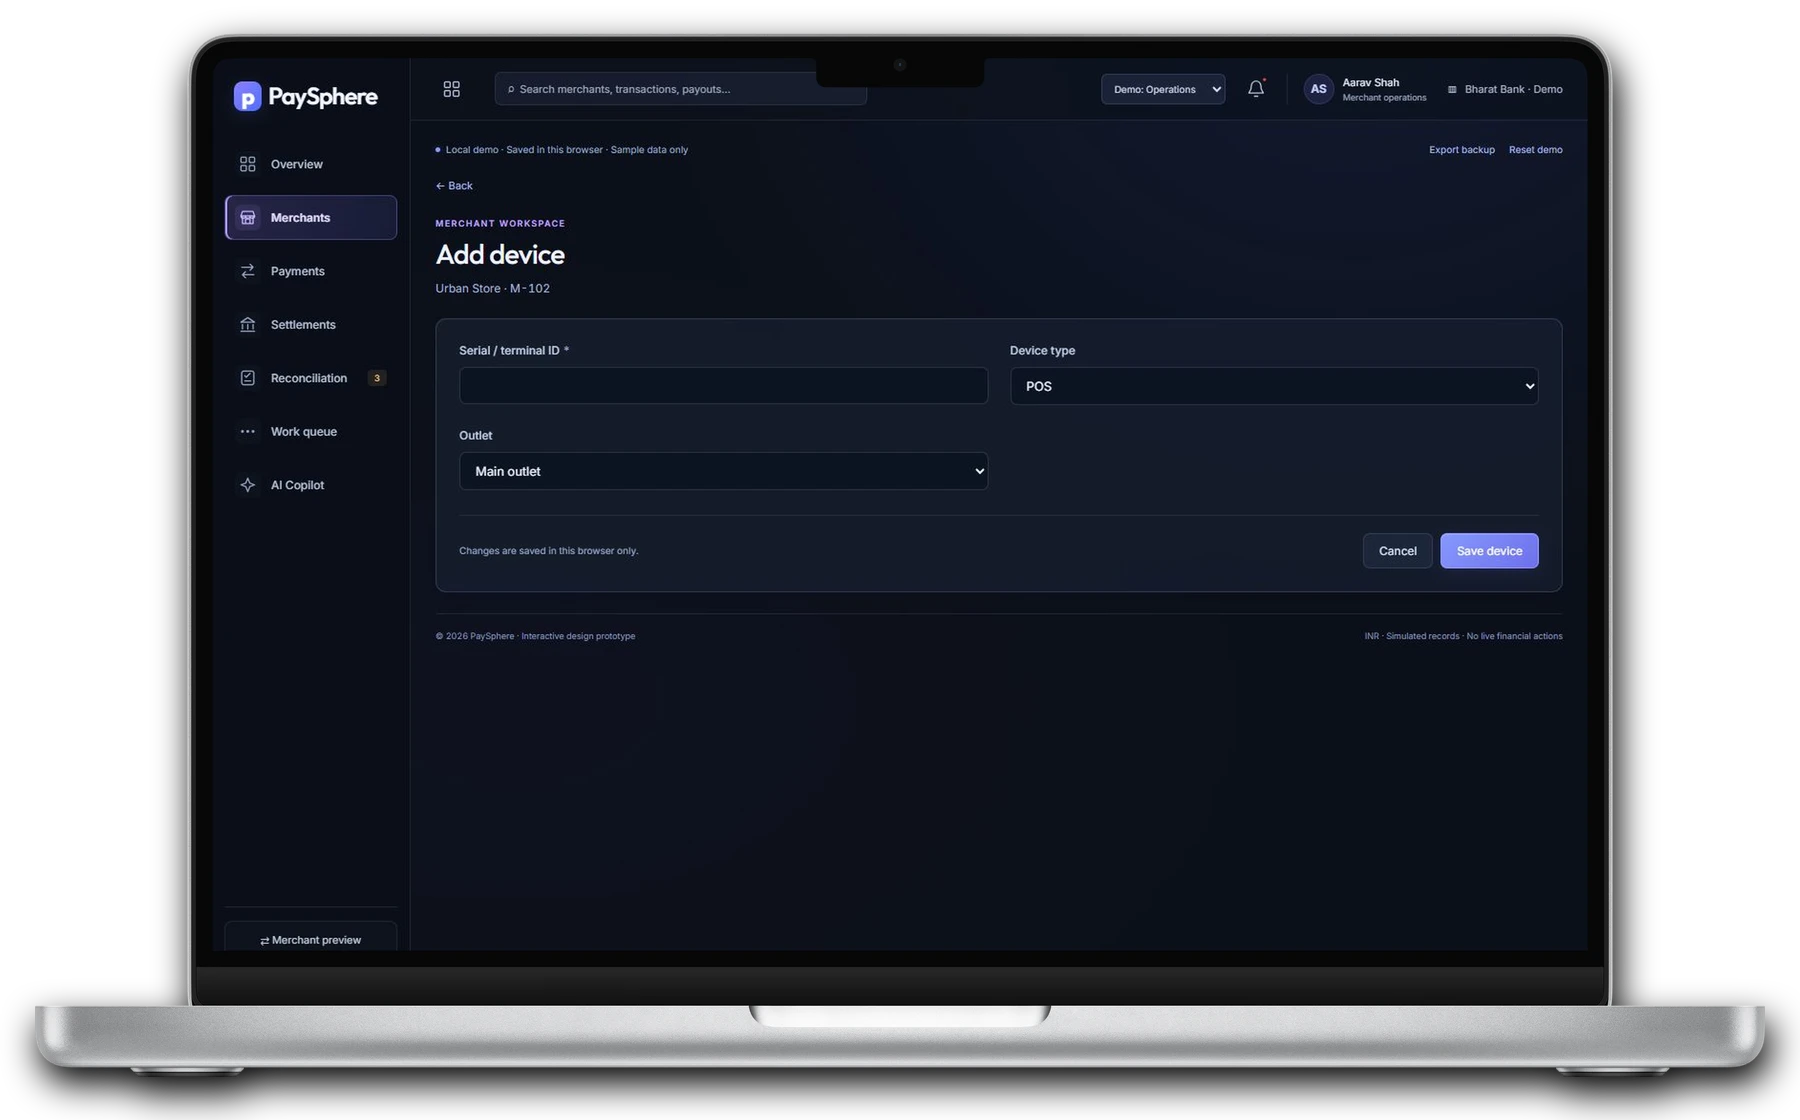 PaySphere
Overview
Merchants
Payments
Settlements
Reconciliation 3
Work queue
AI Copilot
⇄ Merchant preview
Search merchants, transactions, payouts...
Demo: Operations
AS
Aarav Shah
Merchant operations
Bharat Bank · Demo
Local demo · Saved in this browser · Sample data only
Export backup
Reset demo
← Back
MERCHANT WORKSPACE
Add device
Urban Store · M-102
Serial / terminal ID *
Device type
POS
Outlet
Main outlet
Changes are saved in this browser only.
Cancel
Save device
© 2026 PaySphere · Interactive design prototype
INR · Simulated records · No live financial actions